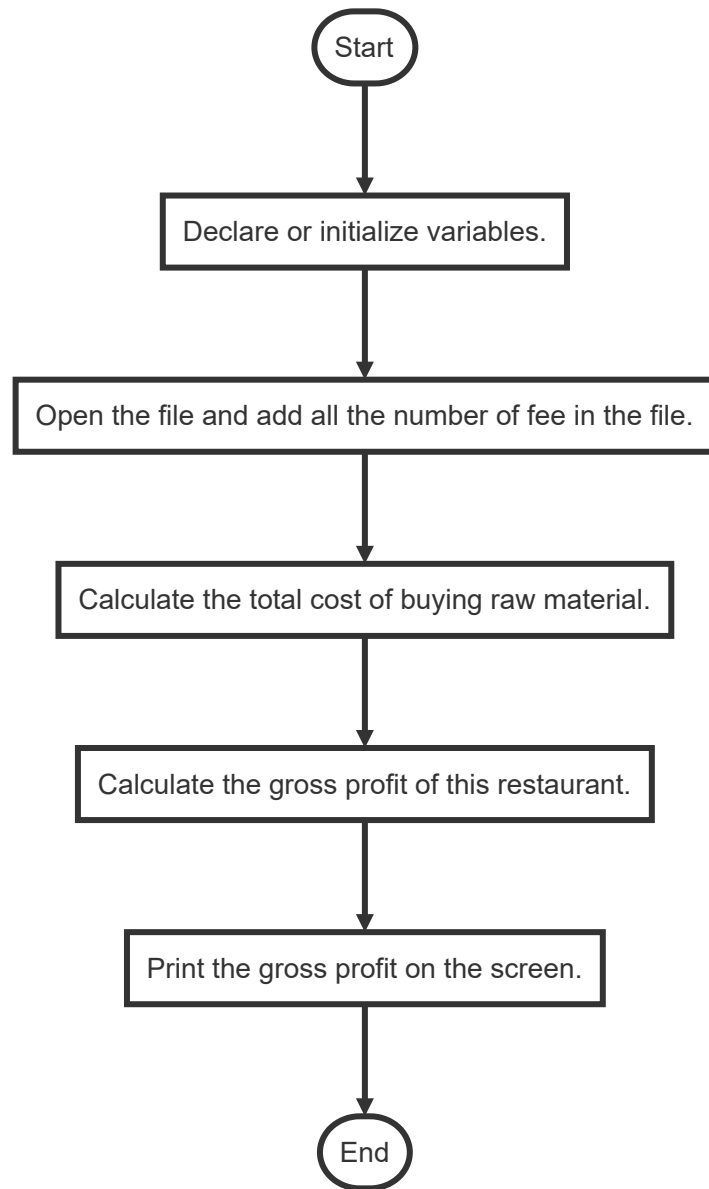 Start
Declare or initialize variables.
Open the file and add all the number of fee in the file.
Calculate the total cost of buying raw material.
Calculate the gross profit of this restaurant.
Print the gross profit on the screen.
End